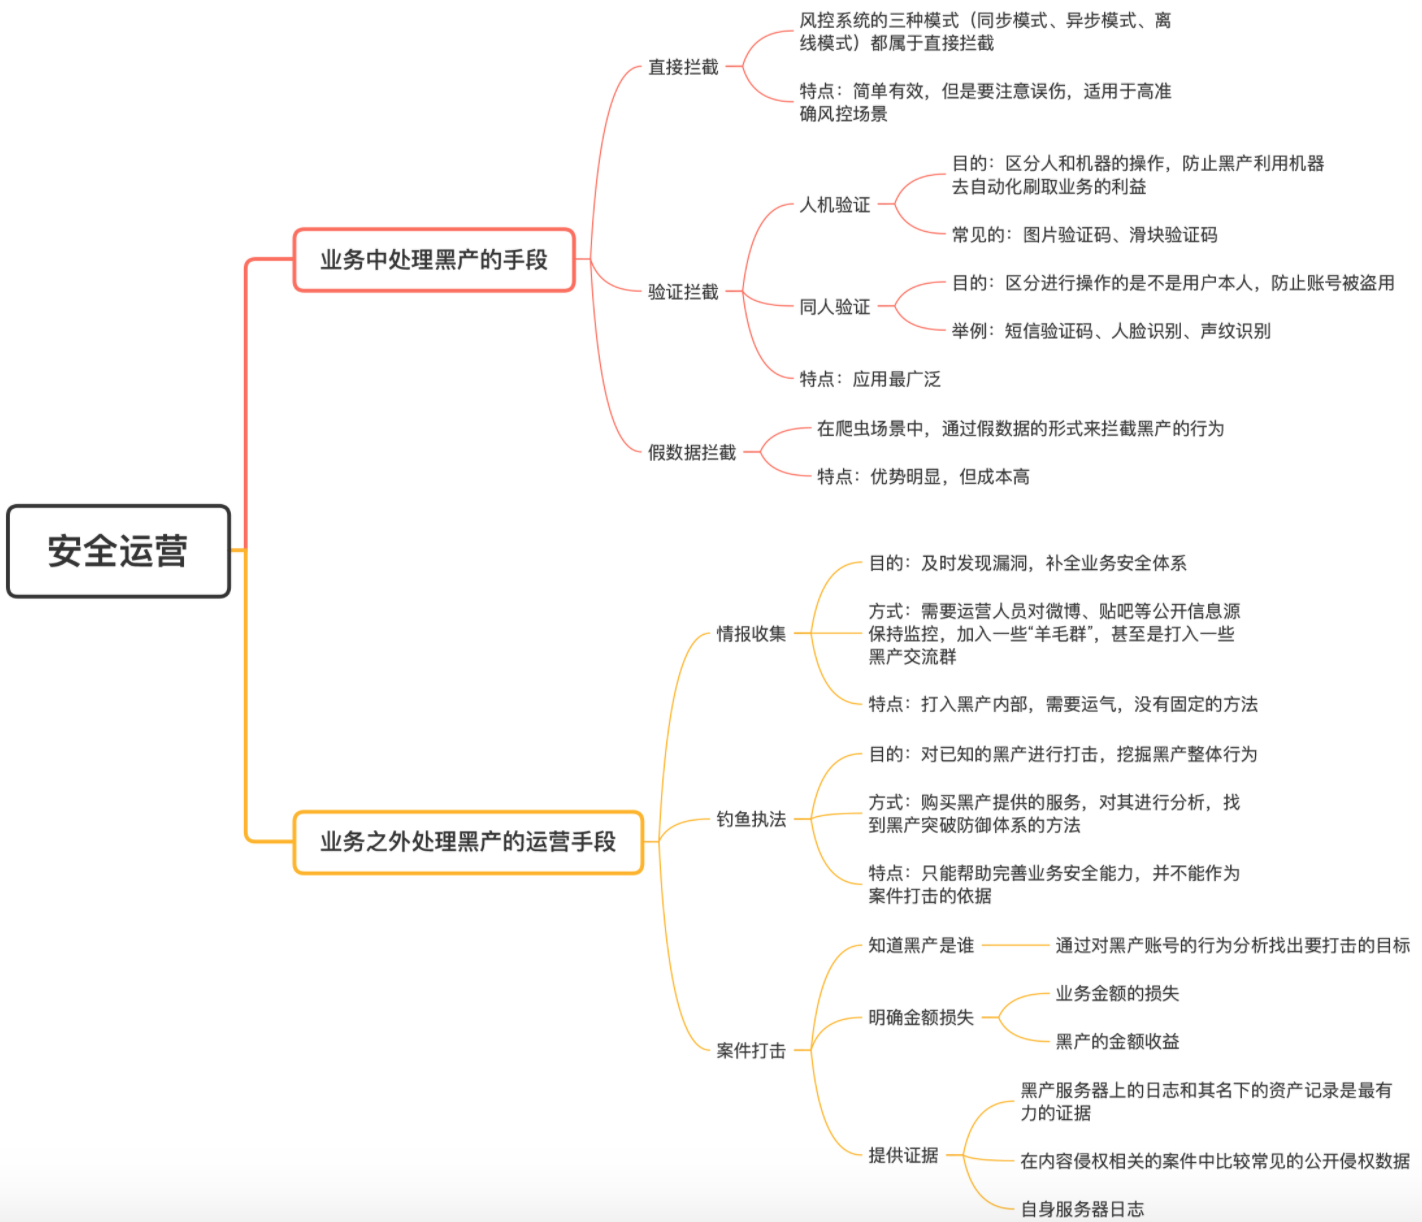 安全运营
业务中处理黑产的手段
直接拦截
风控系统的三种模式（同步模式、异步模式、离
线模式）都属于直接拦截
特点：简单有效，但是要注意误伤，适用于高准
确风控场景
验证拦截
人机验证
目的：区分人和机器的操作，防止黑产利用机器
去自动化刷取业务的利益
常见的：图片验证码、滑块验证码
同人验证
目的：区分进行操作的是不是用户本人，防止账号被盗用
举例：短信验证码、人脸识别、声纹识别
特点：应用最广泛
假数据拦截
在爬虫场景中，通过假数据的形式来拦截黑产的行为
特点：优势明显，但成本高
业务之外处理黑产的运营手段
情报收集
目的：及时发现漏洞，补全业务安全体系
方式：需要运营人员对微博、贴吧等公开信息源
保持监控，加入一些“羊毛群”，甚至是打入一些
黑产交流群
特点：打入黑产内部，需要运气，没有固定的方法
钓鱼执法
目的：对已知的黑产进行打击，挖掘黑产整体行为
方式：购买黑产提供的服务，对其进行分析，找
到黑产突破防御体系的方法
特点：只能帮助完善业务安全能力，并不能作为
案件打击的依据
案件打击
知道黑产是谁
通过对黑产账号的行为分析找出要打击的目标
明确金额损失
业务金额的损失
黑产的金额收益
提供证据
黑产服务器上的日志和其名下的资产记录是最有
力的证据
在内容侵权相关的案件中比较常见的公开侵权数据
自身服务器日志